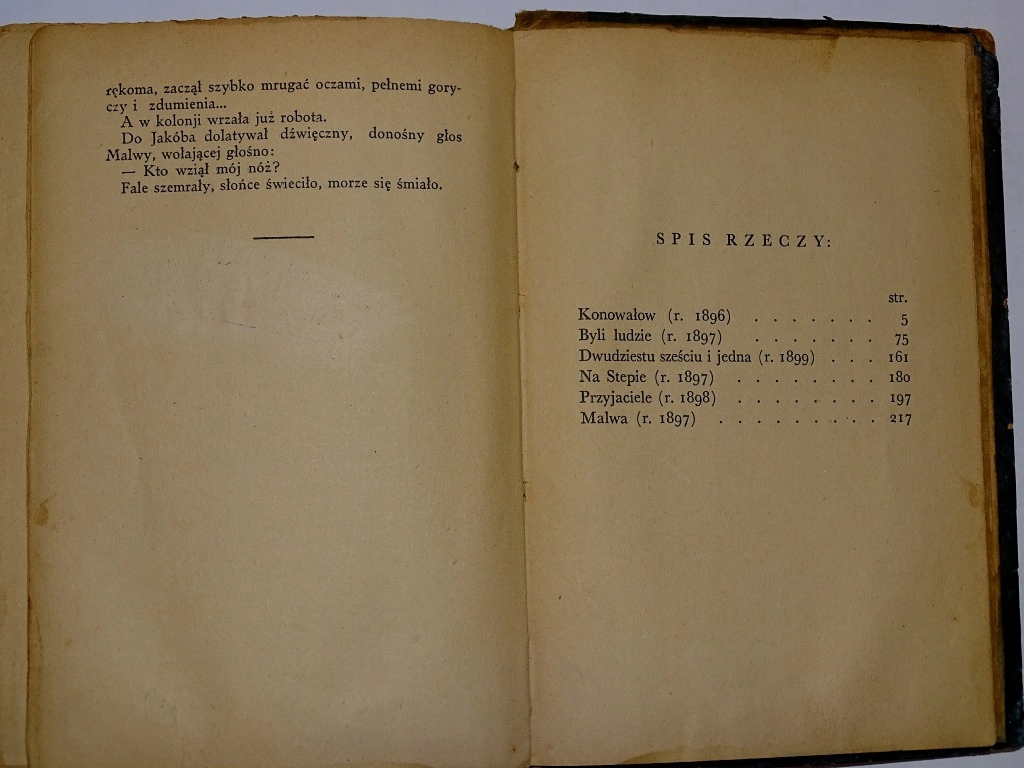 rękoma, zaczął szybko mrugać oczami, pełnemi gory-
czy i zdumienia...
A w kolonji wrzała już robota.
Do Jakóba dolatywał dźwięczny, donośny głos
Malwy, wołającej głośno:
— Kto wziął mój nóż?
Fale szemrały, słońce świeciło, morze się śmiało.
SPIS RZECZY:
str.
Konowałow (r. 1896) . . . . . . . 5
Byli ludzie (r. 1897) . . . . . . . 75
Dwudziestu sześciu i jedna (r. 1899) . . . 161
Na Stepie (r. 1897) . . . . . . . . 180
Przyjaciele (r. 1898) . . . . . . . . 197
Malwa (r. 1897) . . . . . . . . . 217